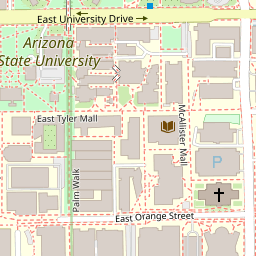 East University Drive
Arizona
State University
East Tyler Mall
McAllister Mall
P
Palm Walk
East Orange Street